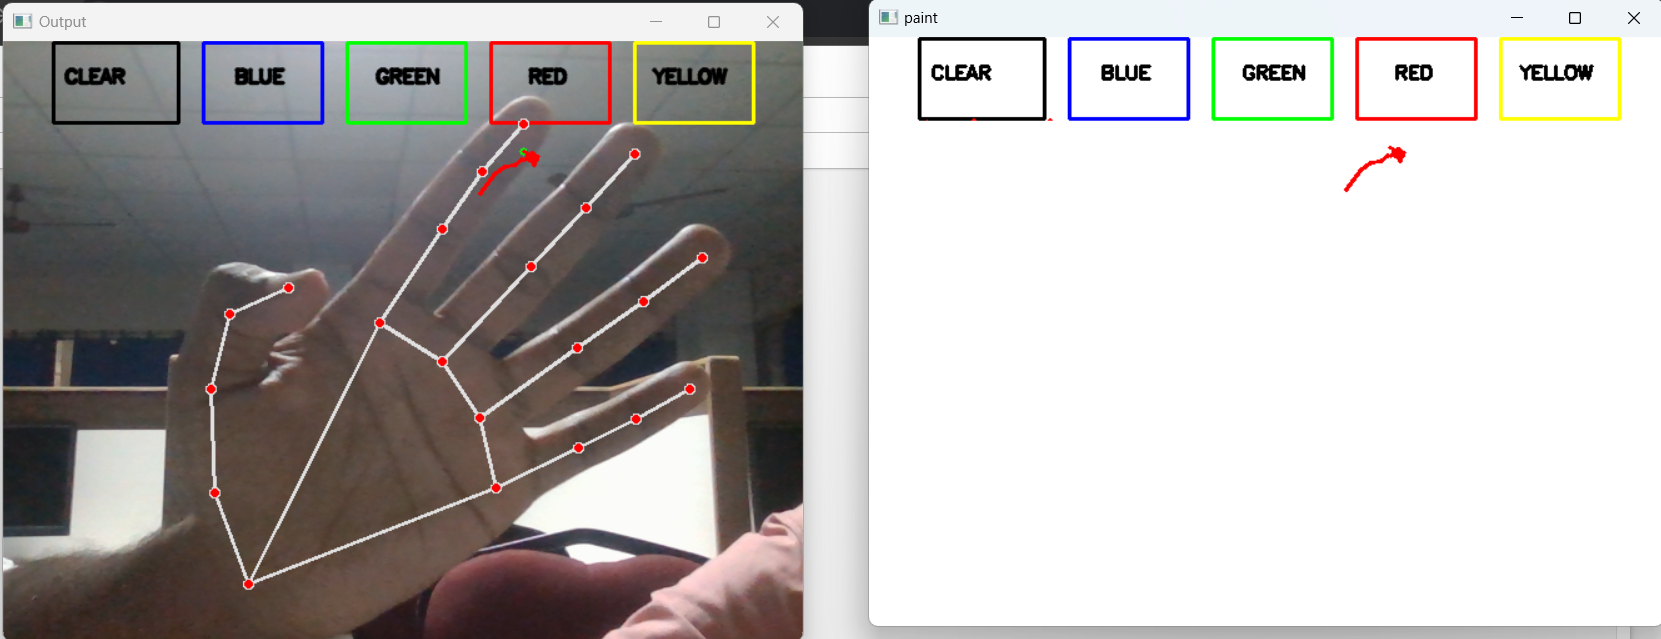 Output
CLEAR BLUE GREEN RED YELLOW
paint
CLEAR BLUE GREEN RED YELLOW